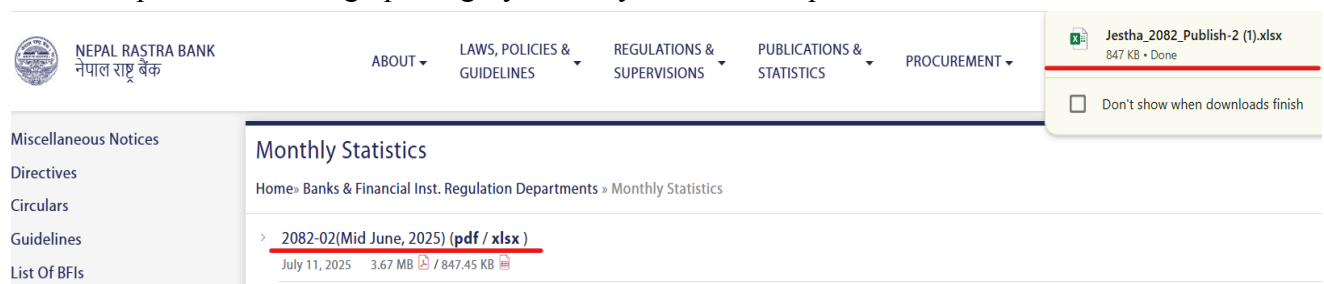 NEPAL RASTRA BANK
नेपाल राष्ट्र बैंक
ABOUT
LAWS, POLICIES &
GUIDELINES
REGULATIONS &
SUPERVISIONS
PUBLICATIONS &
STATISTICS
PROCUREMENT
Jestha_2082_Publish-2 (1).xlsx
847 KB • Done
Don't show when downloads finish
Miscellaneous Notices
Directives
Circulars
Guidelines
List Of BFIs
Monthly Statistics
Home» Banks & Financial Inst. Regulation Departments » Monthly Statistics
2082-02(Mid June, 2025) (pdf / xlsx )
July 11, 2025 3.67 MB / 847.45 KB